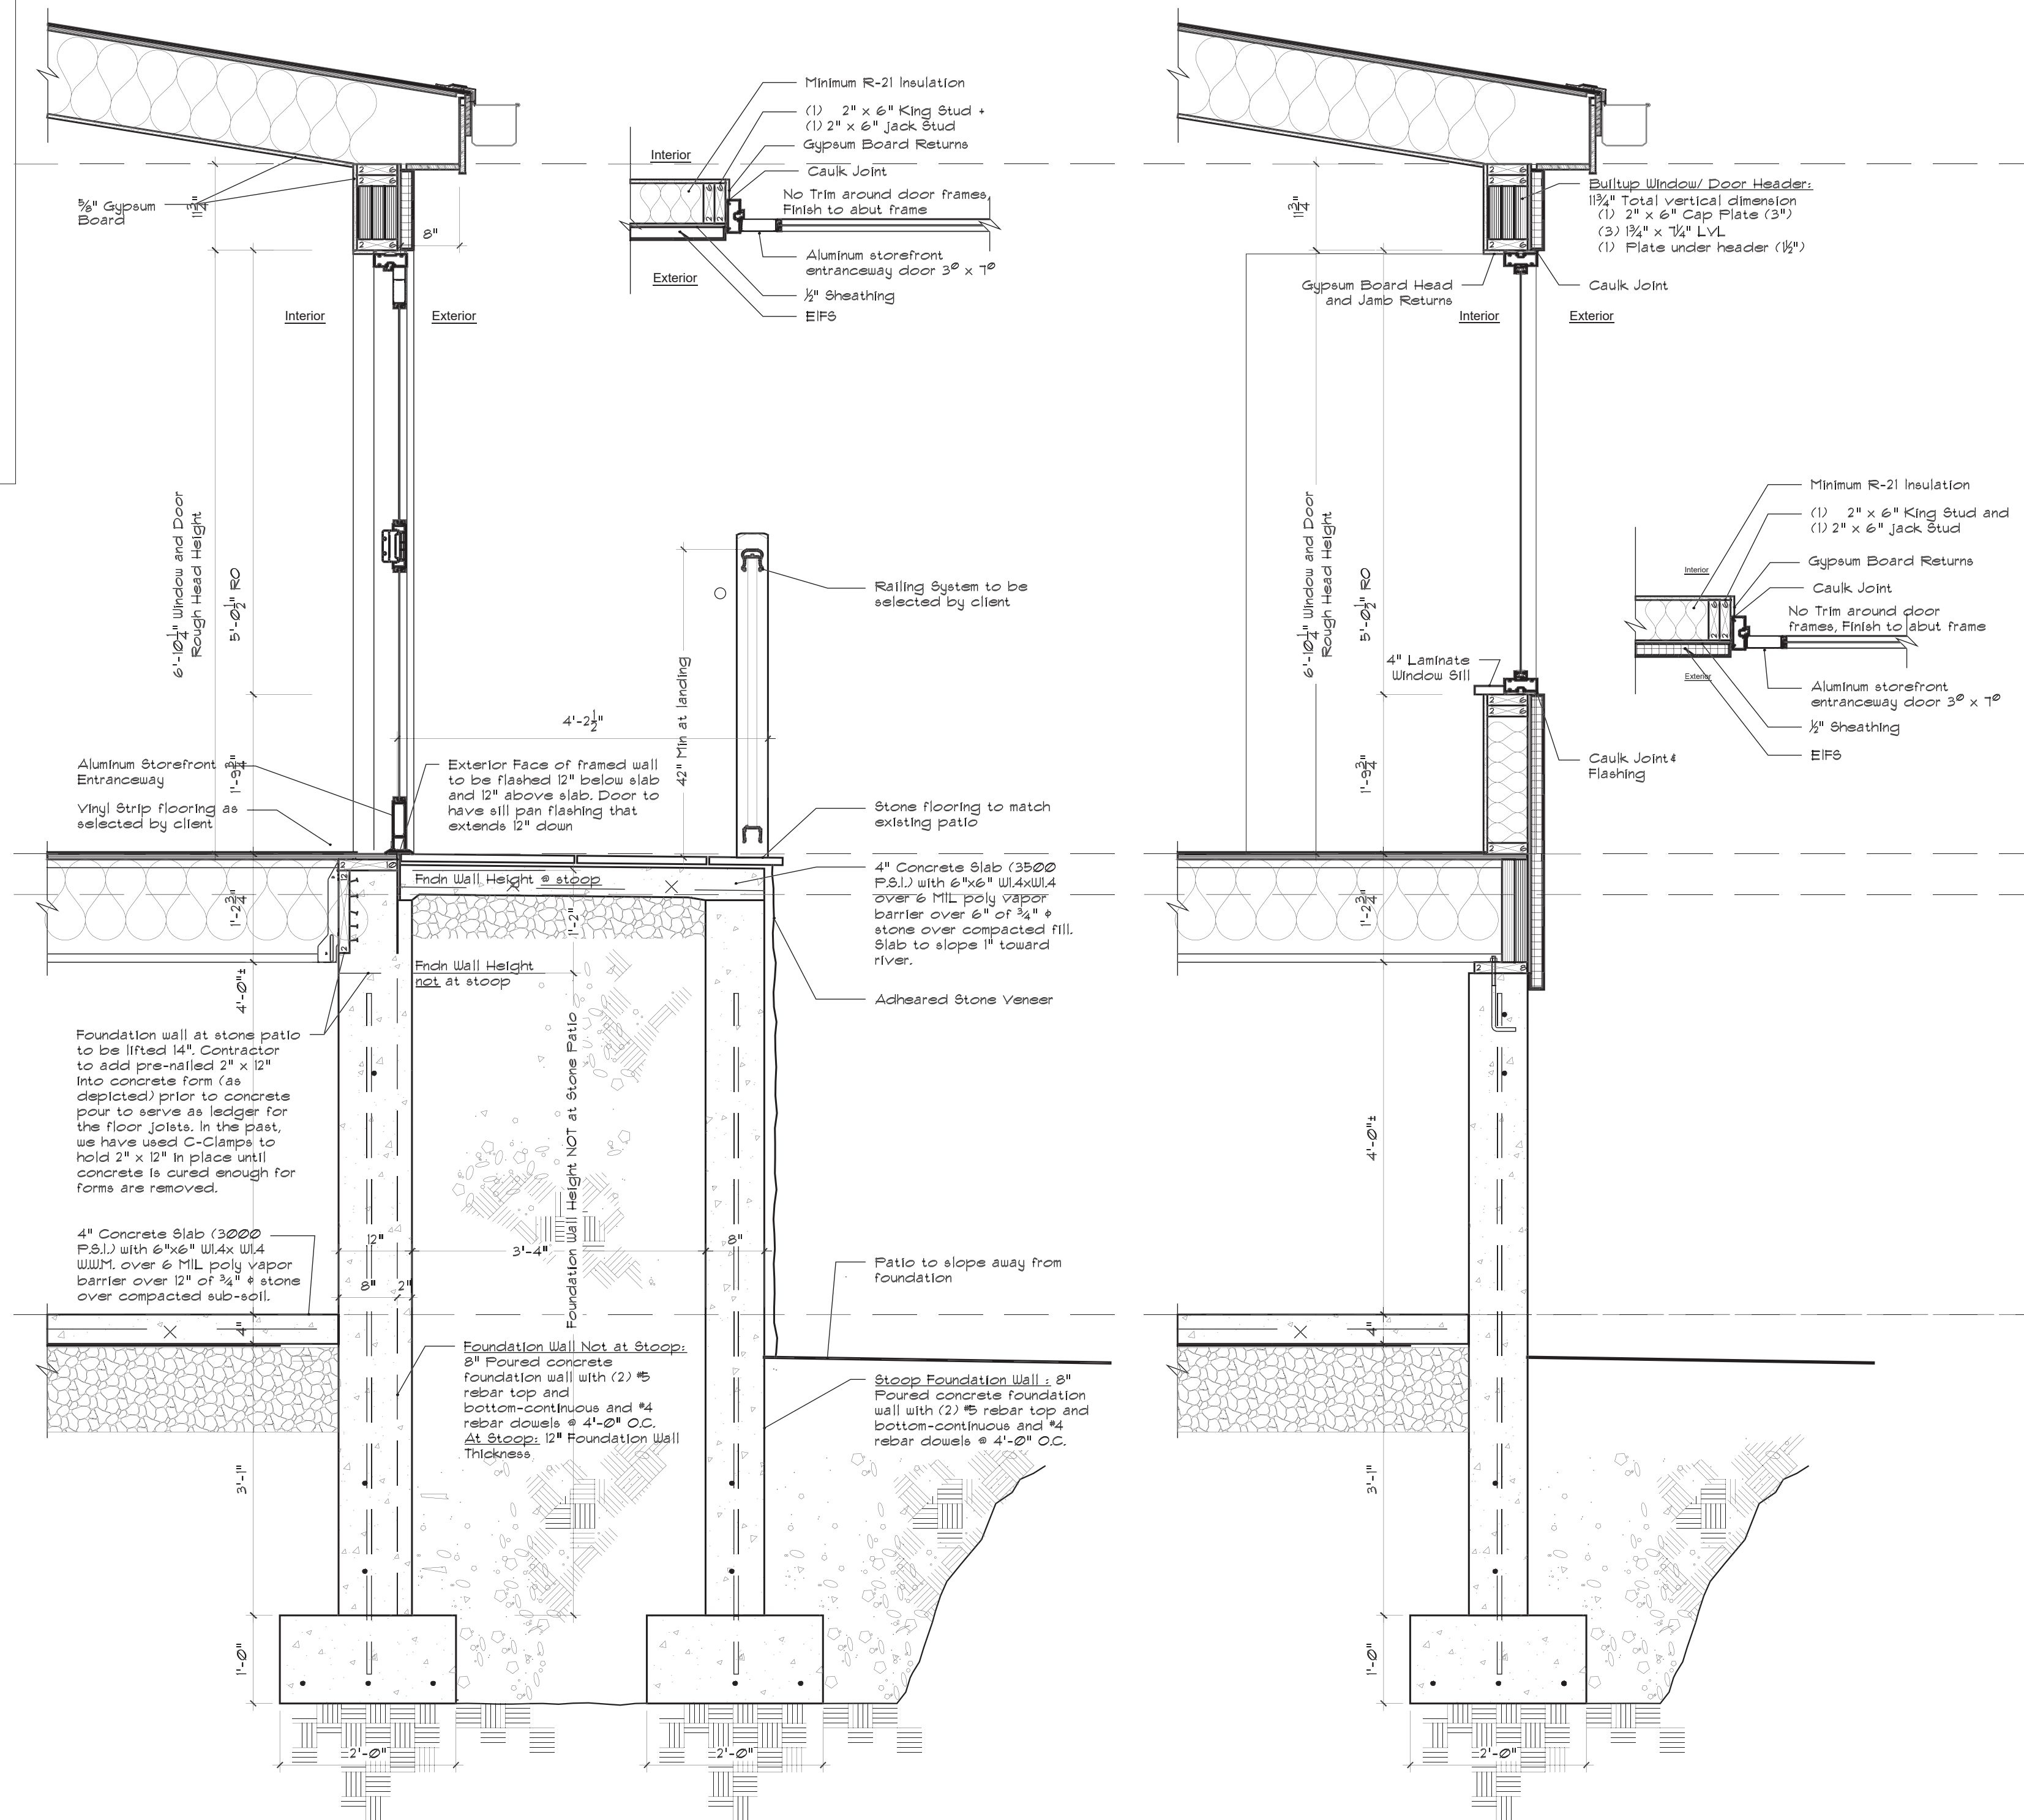 Minimum R-21 Insulation
(1) 2" x 6" King Stud +
(1) 2" x 6" jack Stud
Gypsum Board Returns
Caulk Joint
No Trim around door frames,
Finish to abut frame
Interior
Exterior
Aluminum storefront
entranceway door 3⁰ x 7⁰
½" Sheathing
EIFS
⅝" Gypsum
Board
11¾"
8"
Interior
Exterior
6'-10¼" Window and Door
Rough Head Height
5'-0½" RO
1'-9¾"
42" Min at landing
4'-2½"
Railing System to be
selected by client
Aluminum Storefront
Entranceway
Vinyl Strip flooring as
selected by client
Exterior Face of framed wall
to be flashed 12" below slab
and 12" above slab. Door to
have sill pan flashing that
extends 12" down
Stone flooring to match
existing patio
4" Concrete Slab (3500
P.S.I.) with 6"x6" W1.4xW1.4
over 6 MIL poly vapor
barrier over 6" of ¾" ¢
stone over compacted fill.
Slab to slope 1" toward
river.
Adheared Stone Veneer
Fndn Wall Height @ stoop
1'-2"
Fndn Wall Height
not at stoop
2 6
2
2
1'-2¾"
4'-0"±
Foundation Wall Height NOT at Stone Patio
Foundation wall at stone patio
to be lifted 14". Contractor
to add pre-nailed 2" x 12"
into concrete form (as
depicted) prior to concrete
pour to serve as ledger for
the floor joists. In the past,
we have used C-Clamps to
hold 2" x 12" in place until
concrete is cured enough for
forms are removed.
4" Concrete Slab (3000
P.S.I.) with 6"x6" W1.4x W1.4
W.W.M. over 6 MIL poly vapor
barrier over 12" of ¾" ¢ stone
over compacted sub-soil.
12"
3'-4"
8"
8"
2"
4"
Patio to slope away from
foundation
Foundation Wall Not at Stoop:
8" Poured concrete
foundation wall with (2) #5
rebar top and
bottom-continuous and #4
rebar dowels @ 4'-0" O.C.
At Stoop: 12" Foundation Wall
Thickness
Stoop Foundation Wall : 8"
Poured concrete foundation
wall with (2) #5 rebar top and
bottom-continuous and #4
rebar dowels @ 4'-0" O.C.
3'-1"
1'-0"
2'-0"
2'-0"
Builtup Window/ Door Header:
11¾" Total vertical dimension
(1) 2" x 6" Cap Plate (3")
(3) 1¾" x 7¼" LVL
(1) Plate under header (1½")
11¾"
Gypsum Board Head
and Jamb Returns
Caulk Joint
Interior
Exterior
6'-10¼" Window and Door
Rough Head Height
5'-0½" RO
4" Laminate
Window Sill
Caulk Joint &
Flashing
1'-9¾"
1'-2¾"
2 8
4'-0"±
4"
3'-1"
1'-0"
2'-0"
Minimum R-21 Insulation
(1) 2" x 6" King Stud and
(1) 2" x 6" jack Stud
Gypsum Board Returns
Caulk Joint
No Trim around door
frames, Finish to abut frame
Interior
Exterior
Aluminum storefront
entranceway door 3⁰ x 7⁰
½" Sheathing
EIFS